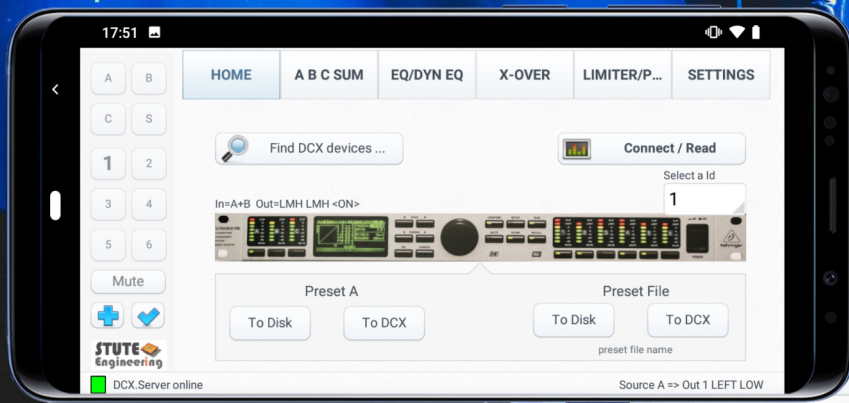 17:51
A B
C S
1 2
3 4
5 6
Mute
STUTE
Engineering
HOME A B C SUM EQ/DYN EQ X-OVER LIMITER/P... SETTINGS
Find DCX devices ...
Connect / Read
Select a Id
1
In=A+B Out=LMH LMH <ON>
behringer
Preset A
To Disk To DCX
Preset File
To Disk To DCX
preset file name
DCX.Server online
Source A => Out 1 LEFT LOW